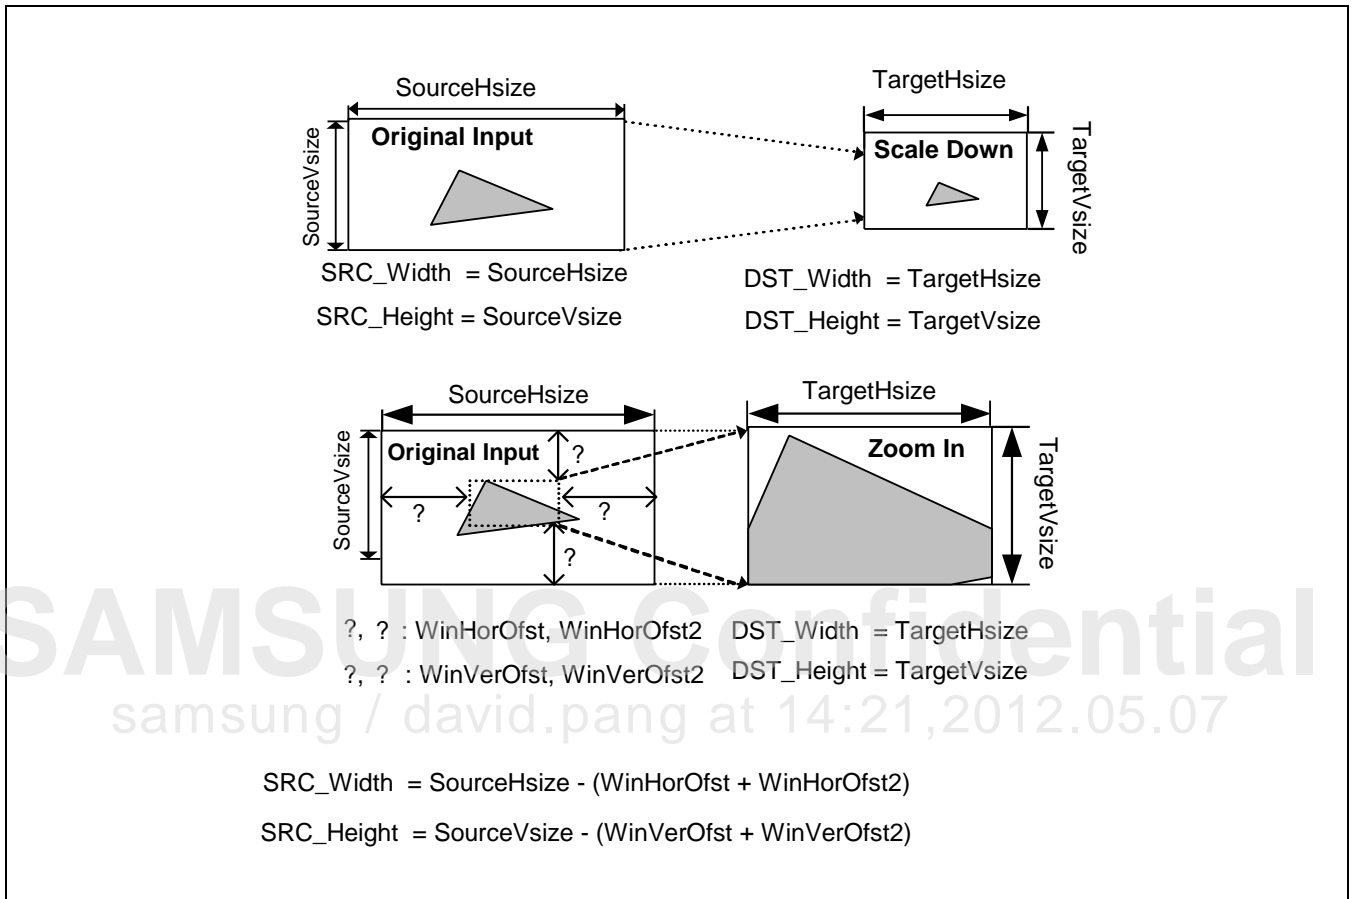 SourceHsize
TargetHsize
SourceVsize
Original Input
Scale Down
TargetVsize
SRC_Width = SourceHsize
DST_Width = TargetHsize
SRC_Height = SourceVsize
DST_Height = TargetVsize
SourceHsize
TargetHsize
SourceVsize
Original Input
?
?
?
?
Zoom In
TargetVsize
?, ? : WinHorOfst, WinHorOfst2
DST_Width = TargetHsize
?, ? : WinVerOfst, WinVerOfst2
DST_Height = TargetVsize
SAMSUNG Confidential
samsung / david.pang at 14:21,2012.05.07
SRC_Width = SourceHsize - (WinHorOfst + WinHorOfst2)
SRC_Height = SourceVsize - (WinVerOfst + WinVerOfst2)